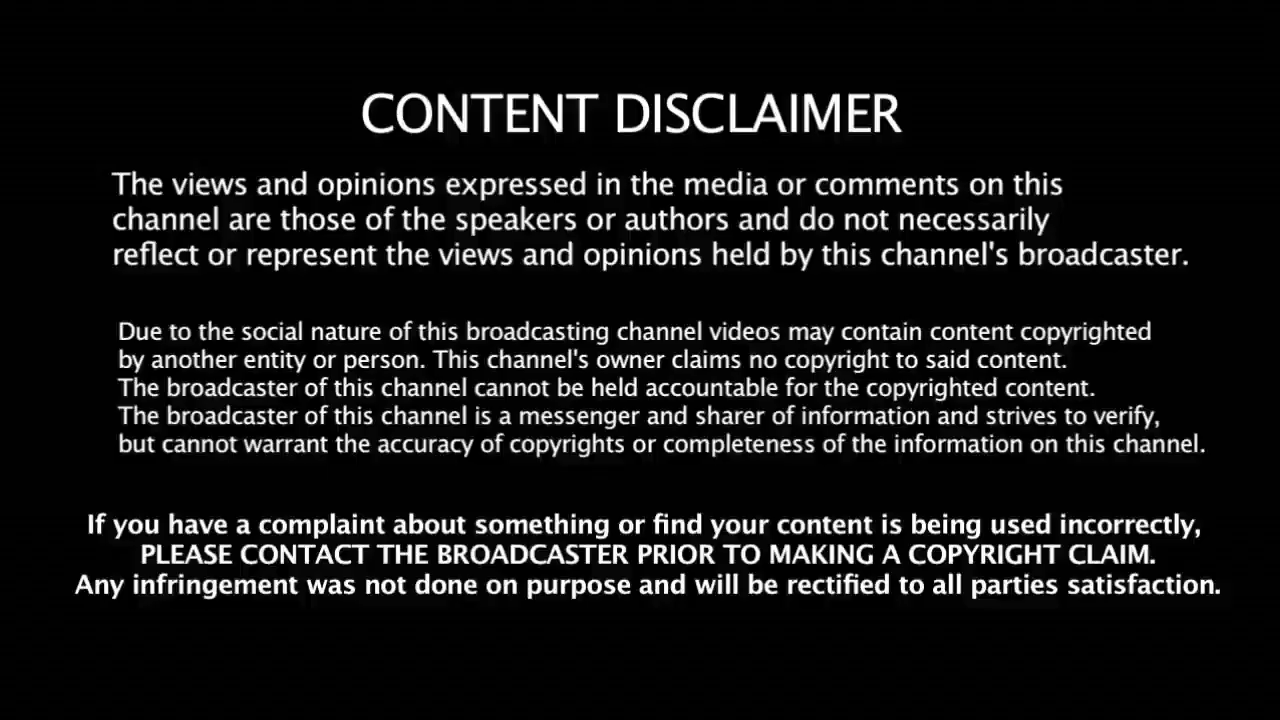 CONTENT DISCLAIMER
The views and opinions expressed in the media or comments on this
channel are those of the speakers or authors and do not necessarily
reflect or represent the views and opinions held by this channel's broadcaster.
Due to the social nature of this broadcasting channel videos may contain content copyrighted
by another entity or person. This channel's owner claims no copyright to said content.
The broadcaster of this channel cannot be held accountable for the copyrighted content.
The broadcaster of this channel is a messenger and sharer of information and strives to verify,
but cannot warrant the accuracy of copyrights or completeness of the information on this channel.
If you have a complaint about something or find your content is being used incorrectly,
PLEASE CONTACT THE BROADCASTER PRIOR TO MAKING A COPYRIGHT CLAIM.
Any infringement was not done on purpose and will be rectified to all parties satisfaction.